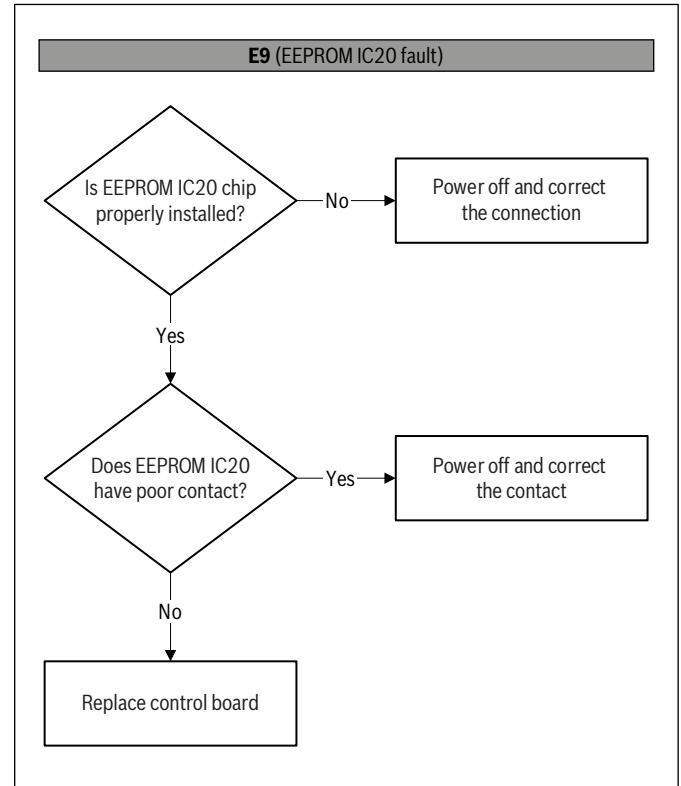 E9 (EEPROM IC20 fault)
Is EEPROM IC20 chip
properly installed?
No
Power off and correct
the connection
Yes
Does EEPROM IC20
have poor contact?
Yes
Power off and correct
the contact
No
Replace control board